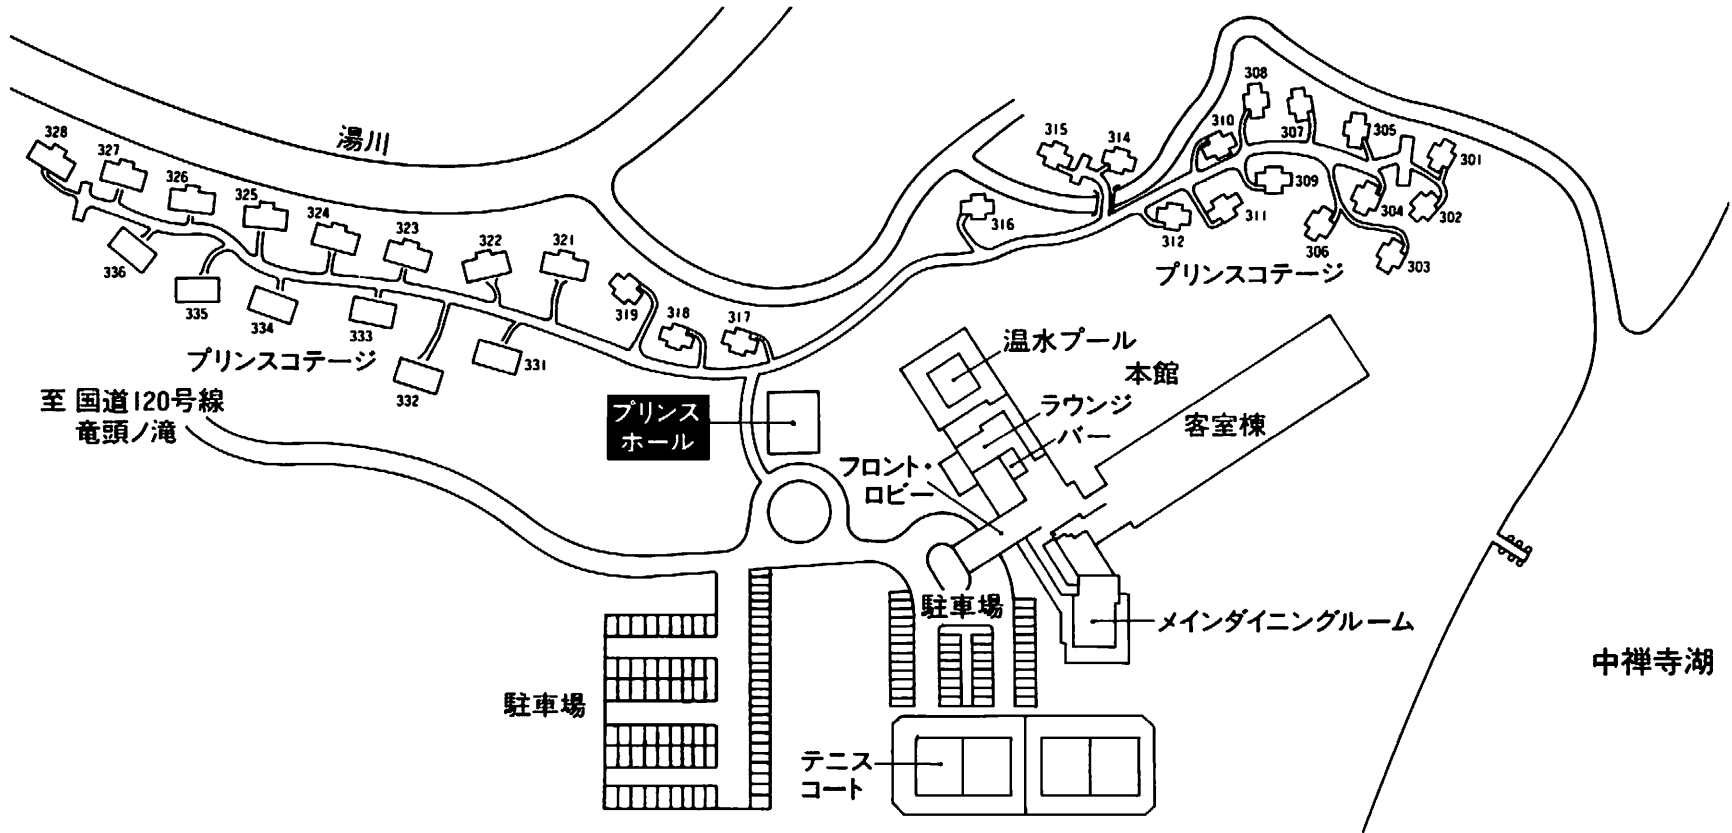 湯川
328
327
326
325
324
323
322
321
319
318
317
336
335
334
333
332
331
プリンスコテージ
315
314
316
308
310
307
305
301
309
304
302
312
311
306
303
プリンスコテージ
至 国道120号線
竜頭ノ滝
プリンス
ホール
温水プール
本館
ラウンジ
バー
客室棟
フロント・
ロビー
駐車場
メインダイニングルーム
駐車場
テニス
コート
中禅寺湖